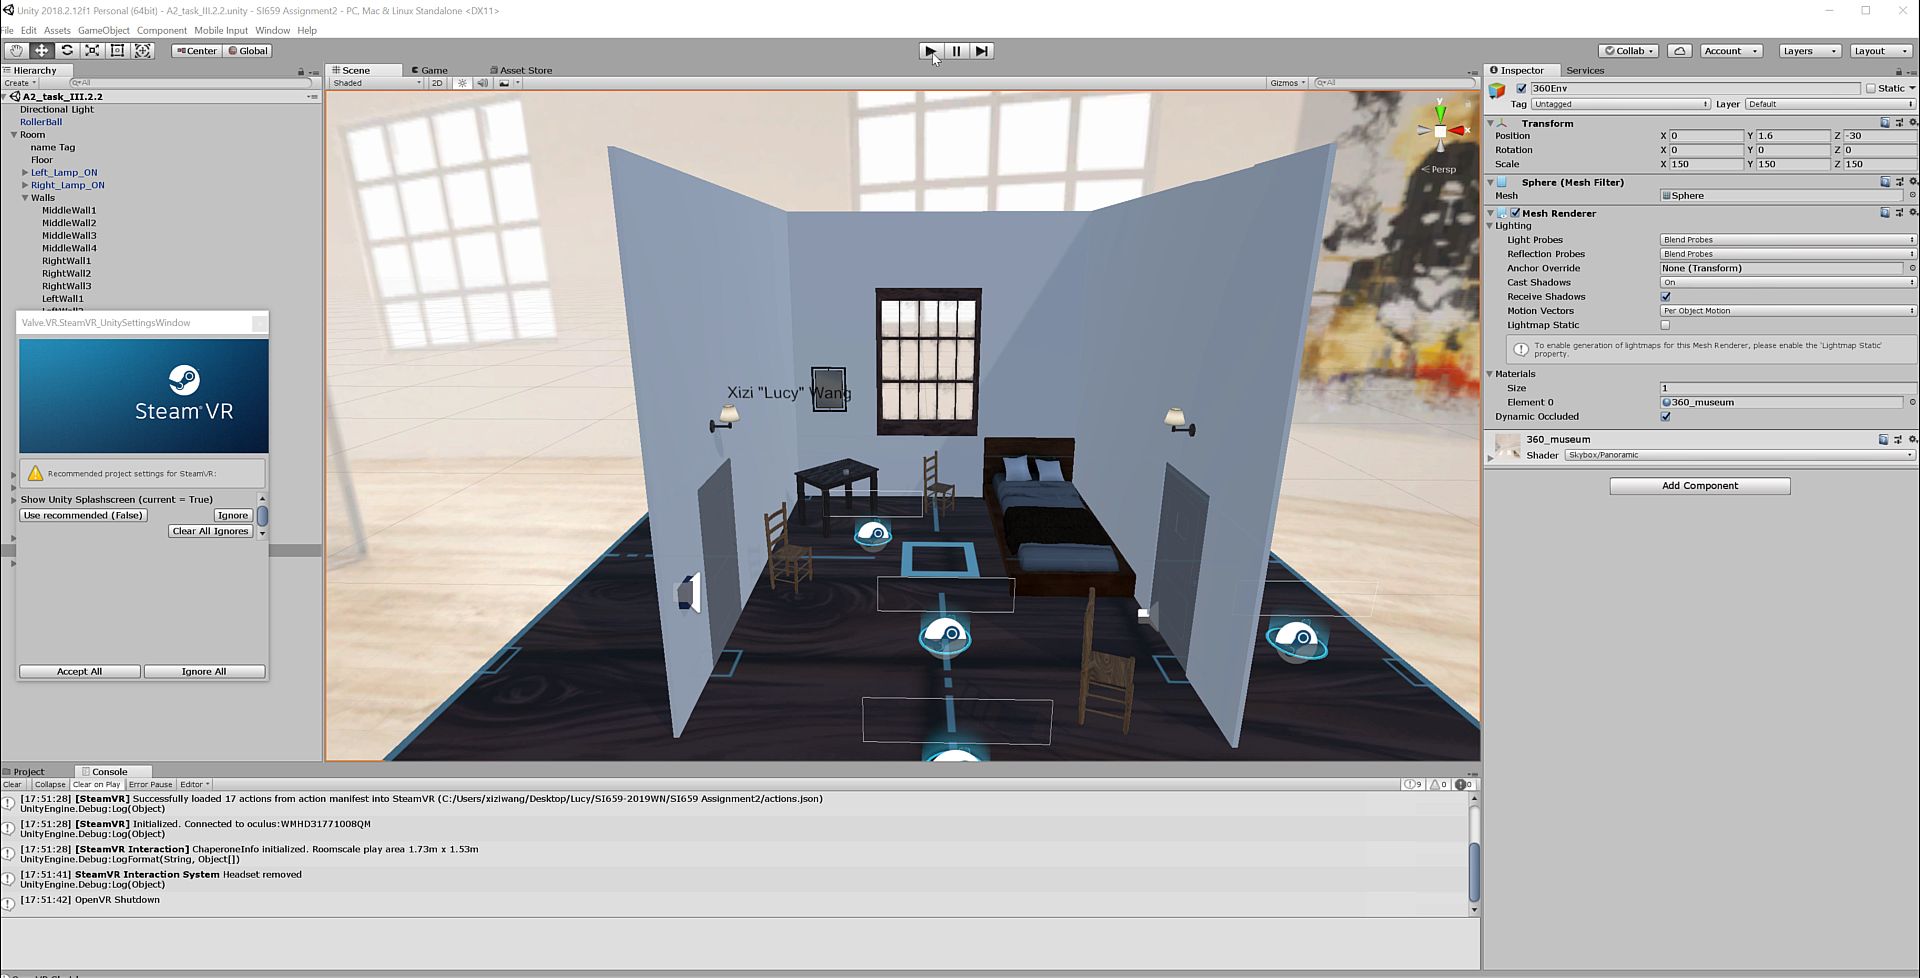 Unity 2018.2.12f1 Personal (64bit) - A2_task_III.2.2.unity - SI659 Assignment2 - PC, Mac & Linux Standalone <DX11>
File Edit Assets GameObject Component Mobile Input Window Help
Center Global Collab Account Layers Layout
Hierarchy Scene Game Asset Store Inspector Services
Create All Shaded 2D Gizmos All
A2_task_III.2.2
Directional Light
RollerBall
Room
name Tag
Floor
Left_Lamp_ON
Right_Lamp_ON
Walls
MiddleWall1
MiddleWall2
MiddleWall3
MiddleWall4
RightWall1
RightWall2
RightWall3
LeftWall1
Valve.VR.SteamVR_UnitySettingsWindow
STEAM VR
Recommended project settings for SteamVR:
Show Unity Splashscreen (current = True)
Use recommended (False) Ignore
Clear All Ignores
Accept All Ignore All
y
x
Persp
Xizi "Lucy" Wang
360Env Static
Tag Untagged Layer Default
Transform
Position X 0 Y 1.6 Z -30
Rotation X 0 Y 0 Z 0
Scale X 150 Y 150 Z 150
Sphere (Mesh Filter)
Mesh Sphere
Mesh Renderer
Lighting
Light Probes Blend Probes
Reflection Probes Blend Probes
Anchor Override None (Transform)
Cast Shadows On
Receive Shadows
Motion Vectors Per Object Motion
Lightmap Static
To enable generation of lightmaps for this Mesh Renderer, please enable the 'Lightmap Static'
property.
Materials
Size 1
Element 0 360_museum
Dynamic Occluded
360_museum
Shader Skybox/Panoramic
Add Component
Project Console
Clear Collapse Clear on Play Error Pause Editor 9 0 0
[17:51:28] [SteamVR] Successfully loaded 17 actions from action manifest into SteamVR (C:/Users/xiziwang/Desktop/Lucy/SI659-2019WN/SI659 Assignment2/actions.json)
UnityEngine.Debug:Log(Object)
[17:51:28] [SteamVR] Initialized. Connected to oculus:WMHD31771008QM
UnityEngine.Debug:Log(Object)
[17:51:28] [SteamVR Interaction] ChaperoneInfo initialized. Roomscale play area 1.73m x 1.53m
UnityEngine.Debug:LogFormat(String, Object[])
[17:51:41] SteamVR Interaction System Headset removed
UnityEngine.Debug:Log(Object)
[17:51:42] OpenVR Shutdown